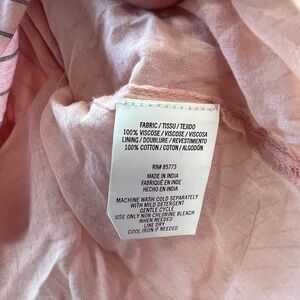 FABRIC / TISSU / TEJIDO
100% VISCOSE / VISCOSE / VISCOSA
LINING / DOUBLURE / REVESTIMENTO
100% COTTON / COTON / ALGODÓN
RN# 85773
MADE IN INDIA
FABRIQUÉ EN INDE
HECHO EN INDIA
MACHINE WASH COLD SEPARATELY
WITH MILD DETERGENT
GENTLE CYCLE
USE ONLY NON CHLORINE BLEACH
WHEN NEEDED
LINE DRY
COOL IRON IF NEEDED